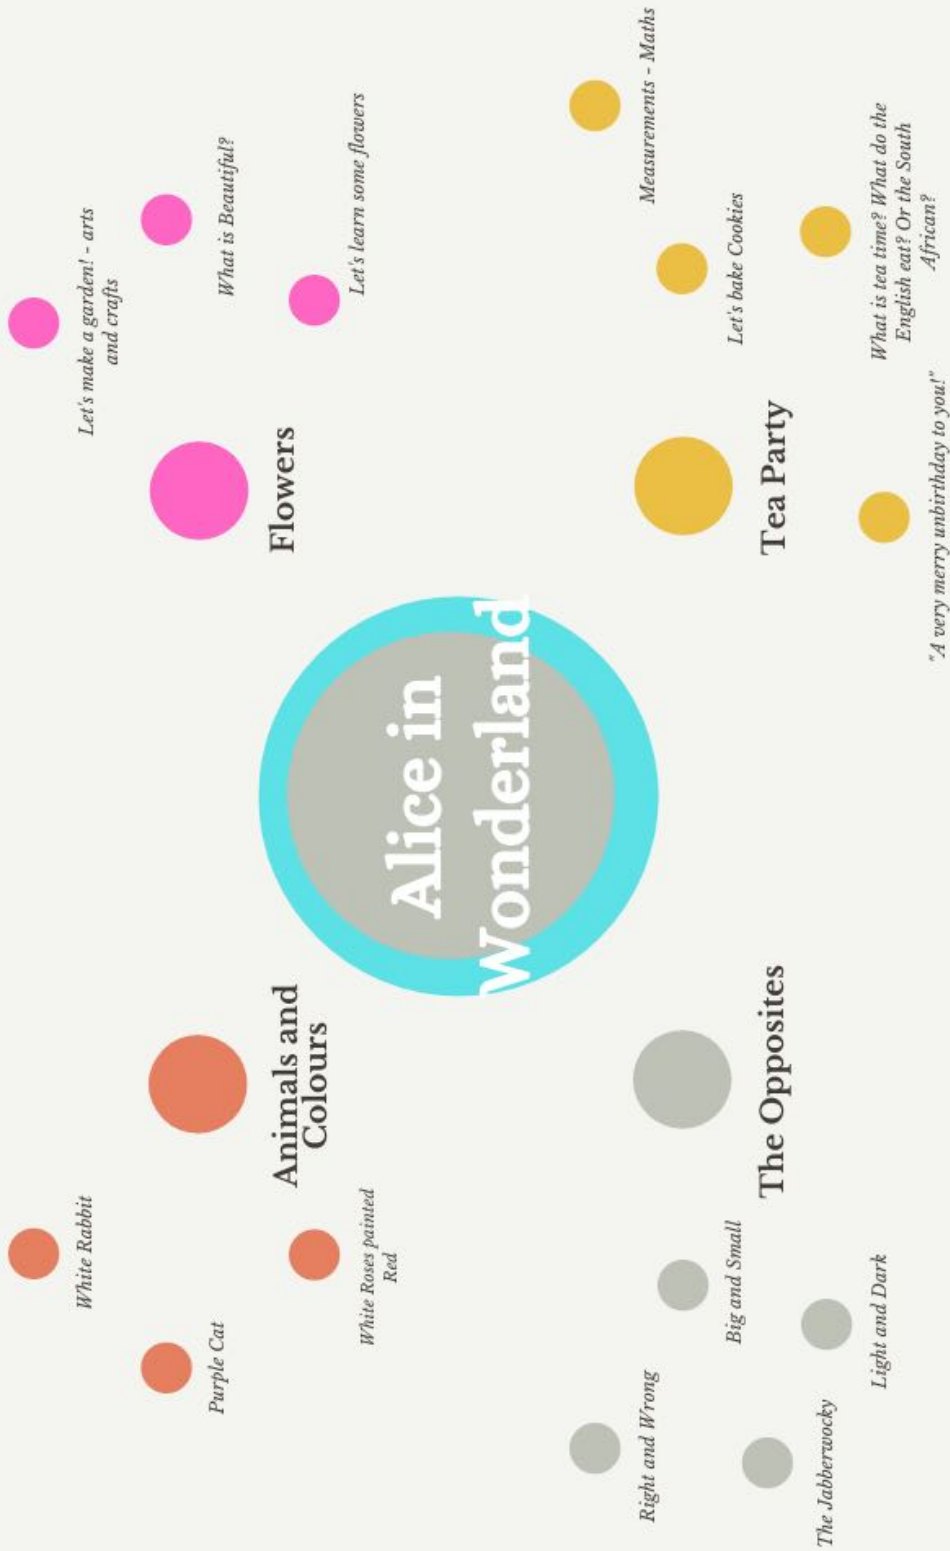 White Rabbit
Purple Cat
White Roses painted
Red
Animals and
Colours
Let's make a garden! - arts
and crafts
What is Beautiful?
Let's learn some flowers
Flowers
Alice in
Wonderland
Right and Wrong
Big and Small
The Jabberwocky
Light and Dark
The Opposites
Measurements - Maths
Let's bake Cookies
What is tea time? What do the
English eat? Or the South
African?
Tea Party
"A very merry unbirthday to you!"